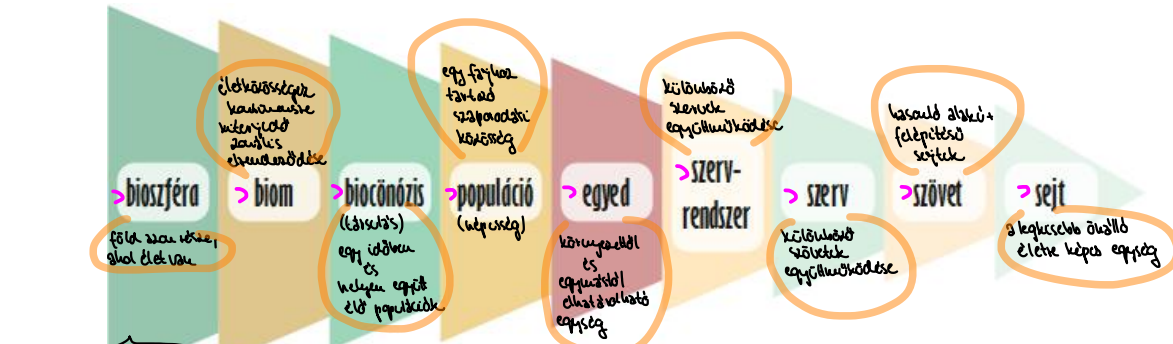 bioszféra
föld azon része,
ahol élet van
életközösségek
kontinensre
kiterjedő
zonális
elrendeződése
biom
biocönózis
(társulás)
egy időben
és
helyen együtt
élő populációk
egy fajhoz
tartozó
szaporodási
közösség
populáció
(népesség)
egyed
környezettől
és
egymástól
elhatárolható
egység
különböző
szervek
együttműködése
szerv-
rendszer
szerv
különböző
szövetek
együttműködése
hasonló alakú +
felépítésű
sejtek
szövet
sejt
a legkisebb önálló
életre képes egység